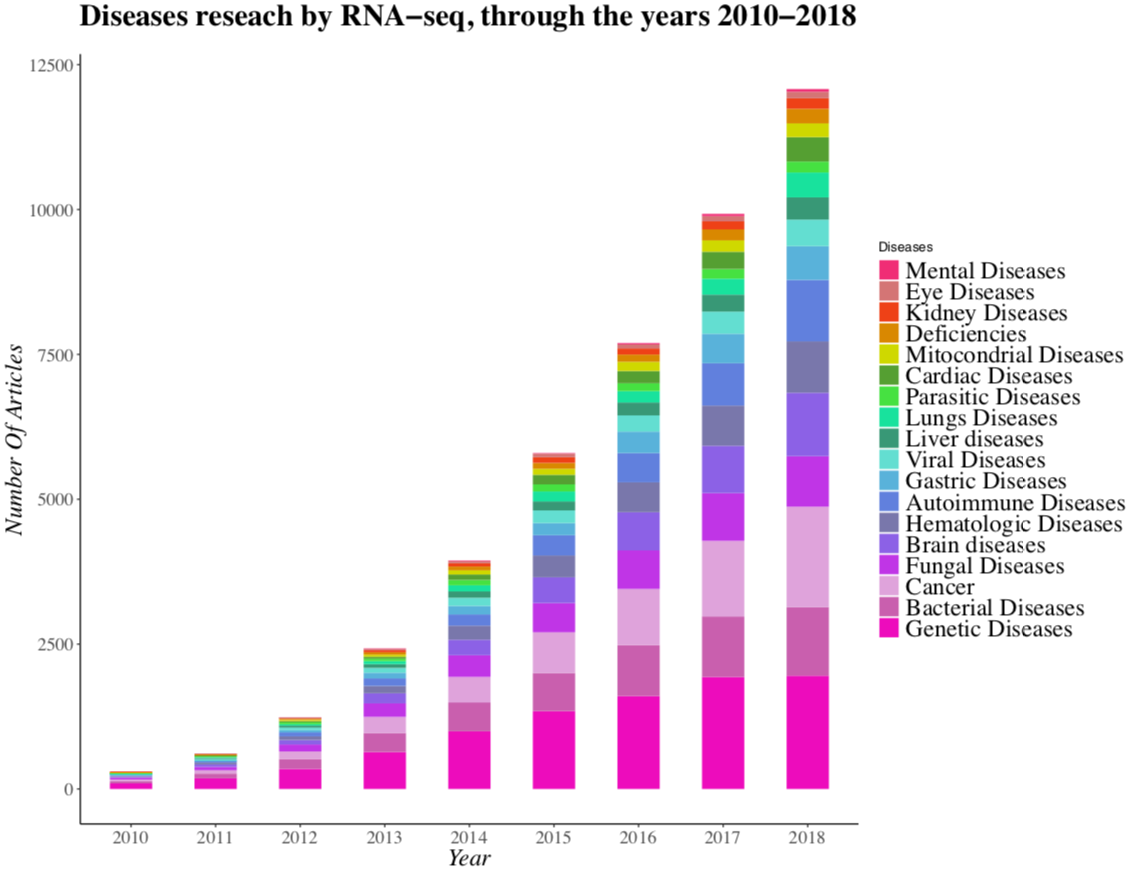 Diseases reseach by RNA−seq, through the years 2010−2018
12500
10000
7500
5000
2500
0
Number Of Articles
2010 2011 2012 2013 2014 2015 2016 2017 2018
Year
Diseases
Mental Diseases
Eye Diseases
Kidney Diseases
Deficiencies
Mitocondrial Diseases
Cardiac Diseases
Parasitic Diseases
Lungs Diseases
Liver diseases
Viral Diseases
Gastric Diseases
Autoimmune Diseases
Hematologic Diseases
Brain diseases
Fungal Diseases
Cancer
Bacterial Diseases
Genetic Diseases